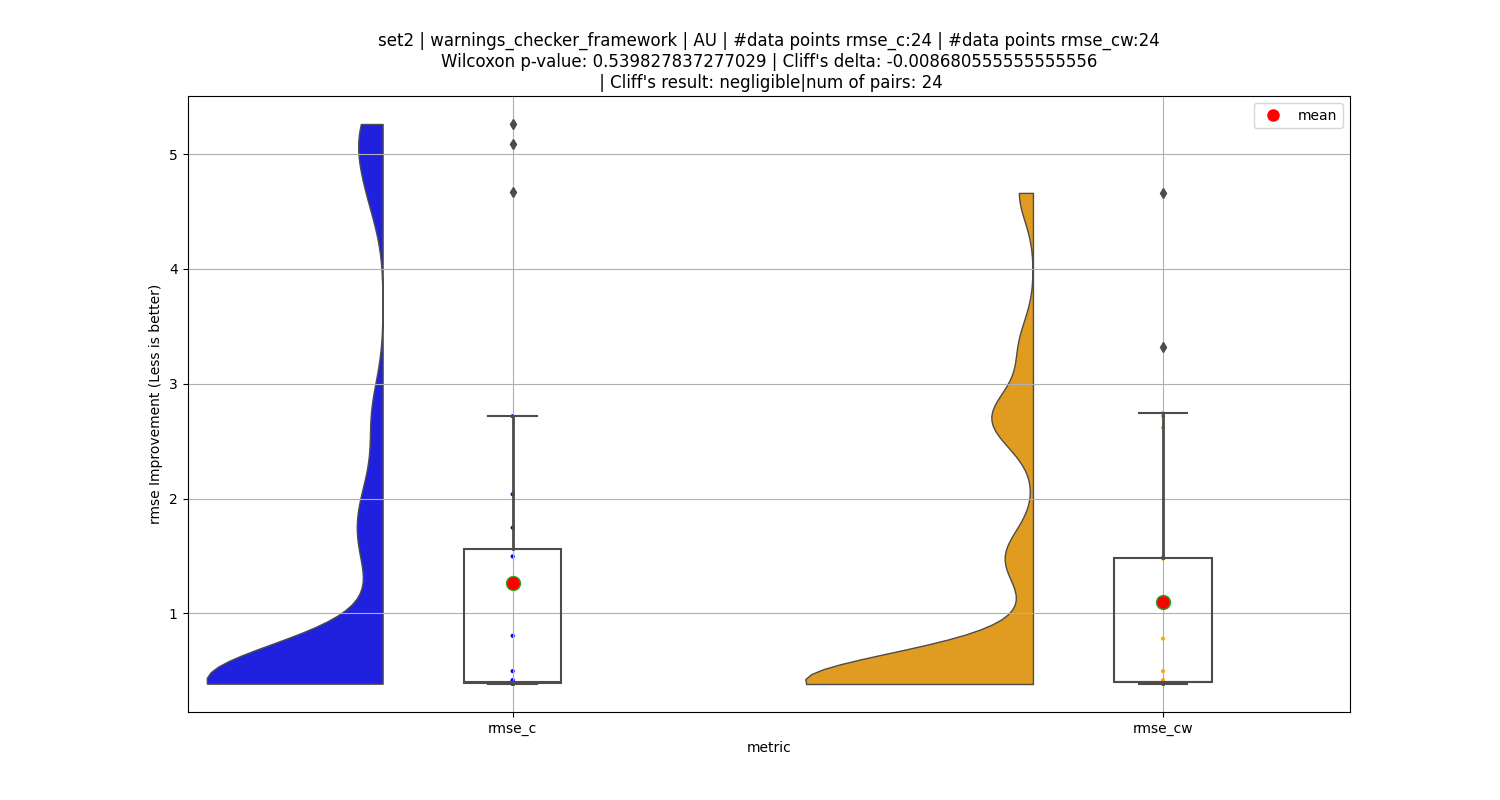 set2 | warnings_checker_framework | AU | #data points rmse_c:24 | #data points rmse_cw:24
Wilcoxon p-value: 0.539827837277029 | Cliff's delta: -0.008680555555555556
| Cliff's result: negligible|num of pairs: 24
mean
5
4
3
2
1
rmse Improvement (Less is better)
rmse_c
rmse_cw
metric